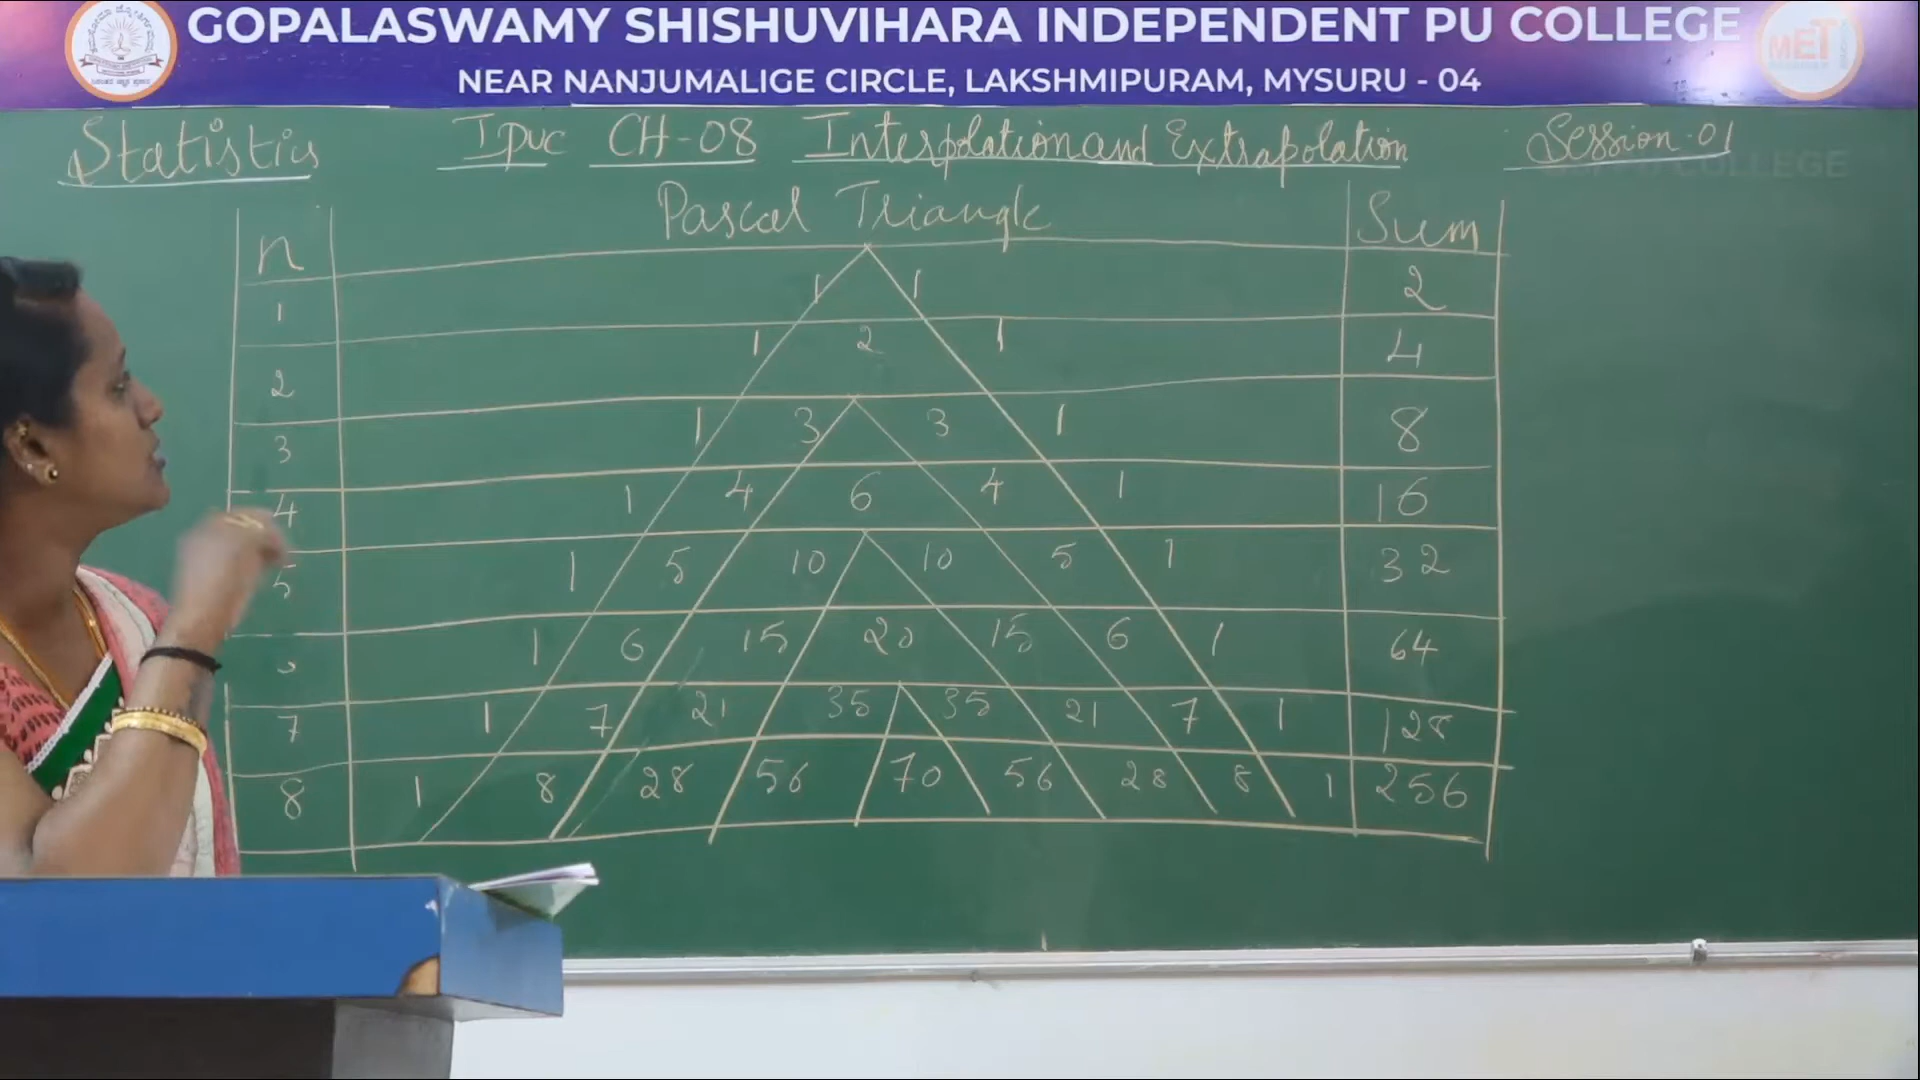 GOPALASWAMY SHISHUVIHARA INDEPENDENT PU COLLEGE
MET
NEAR NANJUMALIGE CIRCLE, LAKSHMIPURAM, MYSURU - 04
Statistics I PUC CH-08 Interpolation and Extrapolation Session-01
COLLEGE
n Pascal Triangle Sum
1 1 1 2
2 1 2 1 4
3 1 3 3 1 8
4 1 4 6 4 1 16
5 1 5 10 10 5 1 32
1 6 15 20 15 6 1 64
7 1 7 21 35 35 21 7 1 128
8 1 8 28 56 70 56 28 8 1 256